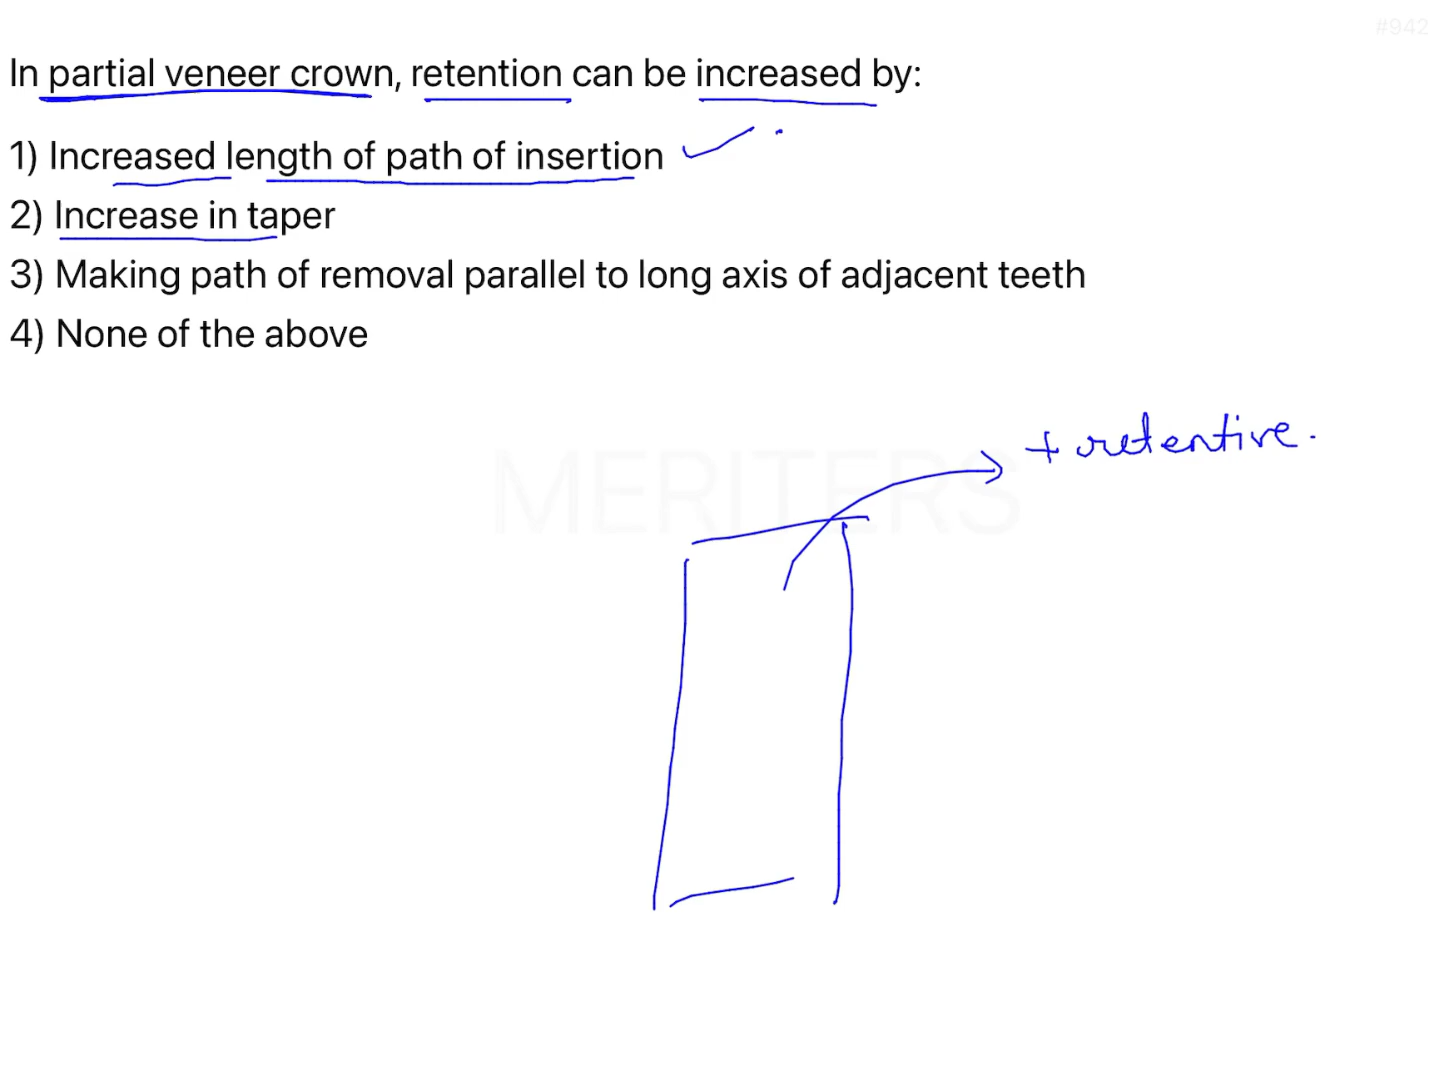 #942
In partial veneer crown, retention can be increased by:
1) Increased length of path of insertion
2) Increase in taper
3) Making path of removal parallel to long axis of adjacent teeth
4) None of the above
+ retentive.
MERITERS